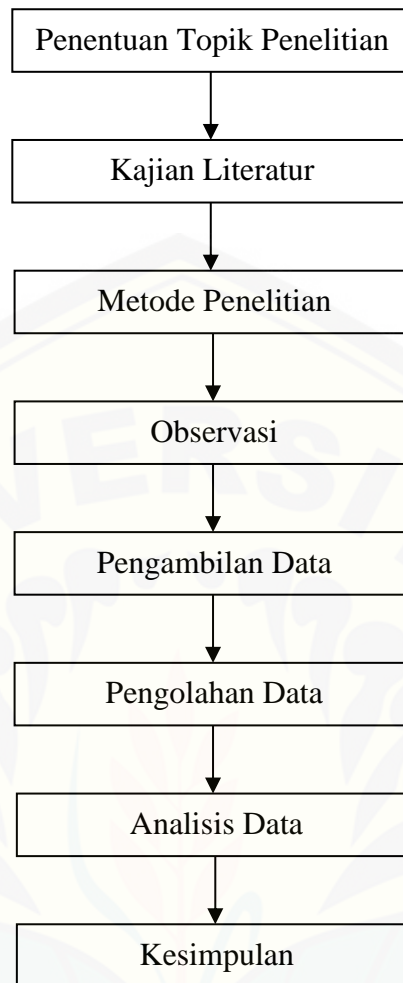 Penentuan Topik Penelitian
Kajian Literatur
Metode Penelitian
Observasi
Pengambilan Data
Pengolahan Data
Analisis Data
Kesimpulan